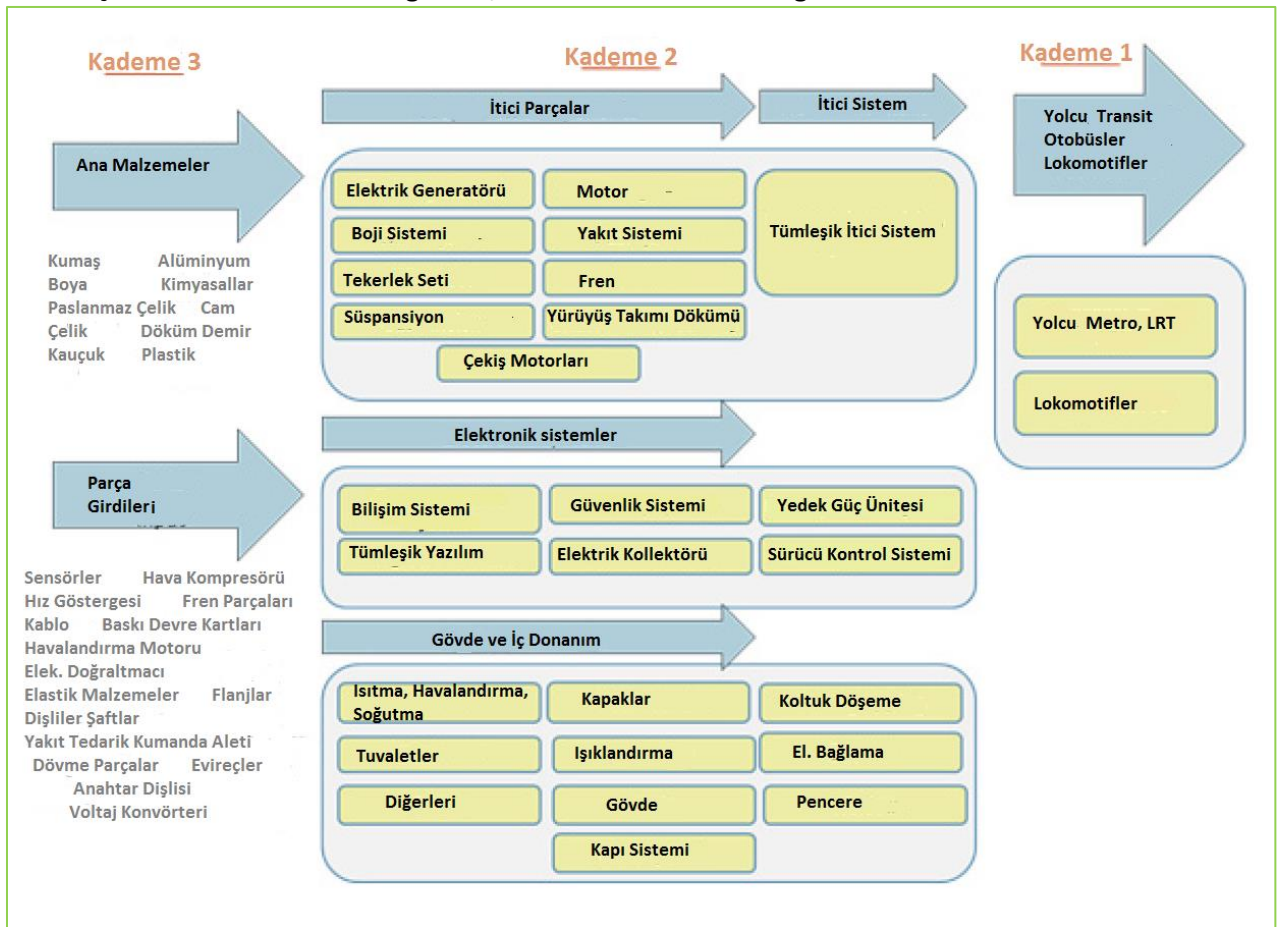 Kademe 3
Ana Malzemeler
Kumaş Alüminyum
Boya Kimyasallar
Paslanmaz Çelik Cam
Çelik Döküm Demir
Kauçuk Plastik
Parça
Girdileri
Sensörler Hava Kompresörü
Hız Göstergesi Fren Parçaları
Kablo Baskı Devre Kartları
Havalandırma Motoru
Elek. Doğraltmacı
Elastik Malzemeler Flanjlar
Dişliler Şaftlar
Yakıt Tedarik Kumanda Aleti
Dövme Parçalar Evireçler
Anahtar Dişlisi
Voltaj Konvörteri
Kademe 2
İtici Parçalar
İtici Sistem
Elektrik Generatörü
Motor
Boji Sistemi
Yakıt Sistemi
Tekerlek Seti
Fren
Süspansiyon
Yürüyüş Takımı Dökümü
Çekiş Motorları
Tümleşik İtici Sistem
Elektronik sistemler
Bilişim Sistemi
Güvenlik Sistemi
Yedek Güç Ünitesi
Tümleşik Yazılım
Elektrik Kollektörü
Sürücü Kontrol Sistemi
Gövde ve İç Donanım
Isıtma, Havalandırma,
Soğutma
Kapaklar
Koltuk Döşeme
Tuvaletler
Işıklandırma
El. Bağlama
Diğerleri
Gövde
Pencere
Kapı Sistemi
Kademe 1
Yolcu Transit
Otobüsler
Lokomotifler
Yolcu Metro, LRT
Lokomotifler